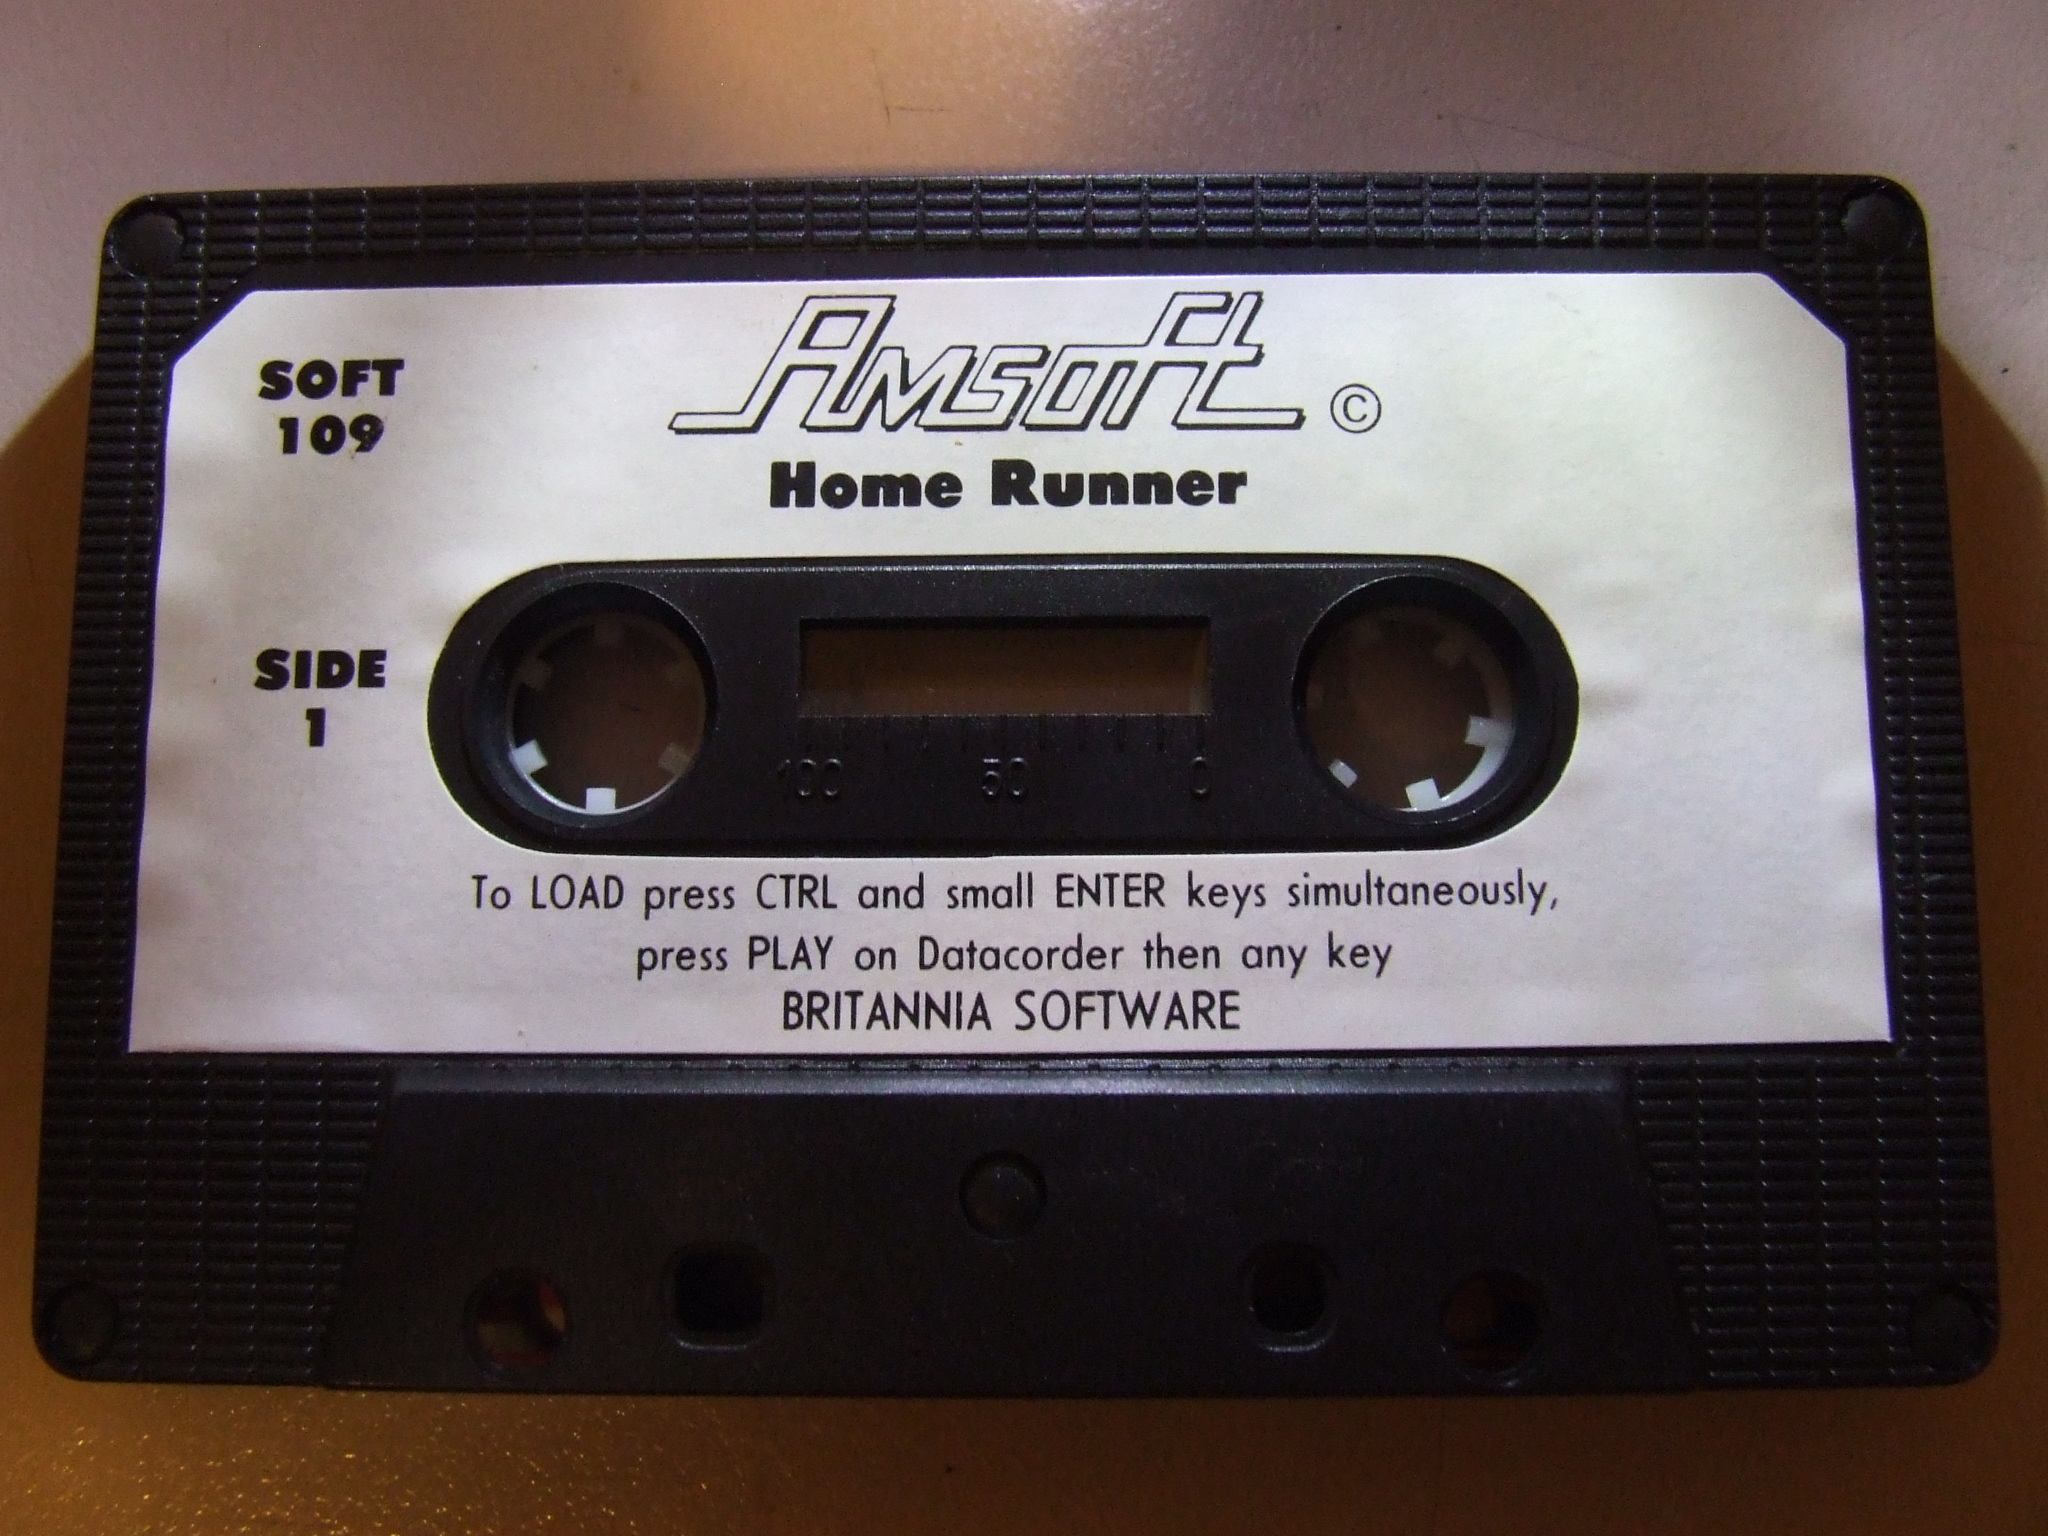 Amsoft ©
Home Runner
SOFT
109
SIDE
1
100 50 0
To LOAD press CTRL and small ENTER keys simultaneously,
press PLAY on Datacorder then any key
BRITANNIA SOFTWARE